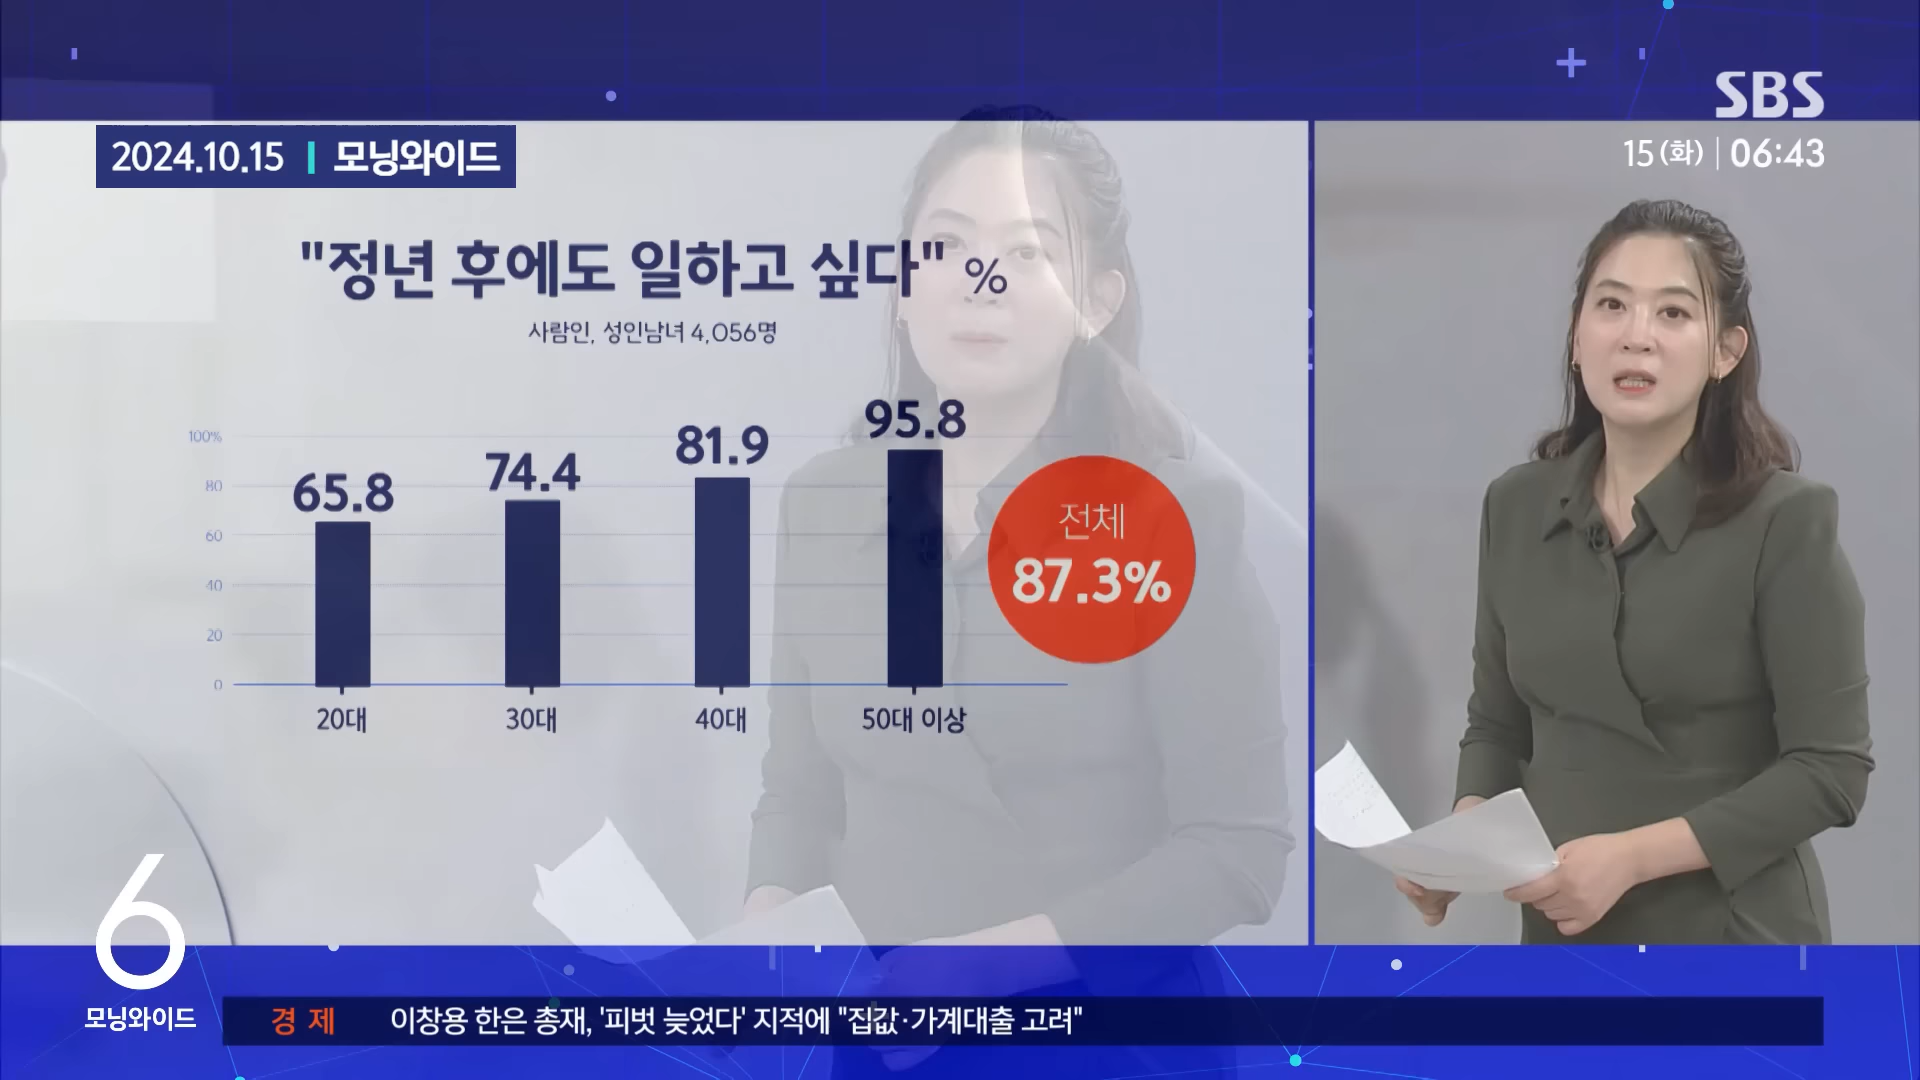 SBS
15(화) | 06:43
2024.10.15 | 모닝와이드
"정년 후에도 일하고 싶다" %
사람인, 성인남녀 4,056명
100%
80
60
40
20
0
65.8
74.4
81.9
95.8
20대
30대
40대
50대 이상
전체
87.3%
6
모닝와이드
경제
이창용 한은 총재, '피벗 늦었다' 지적에 "집값·가계대출 고려"